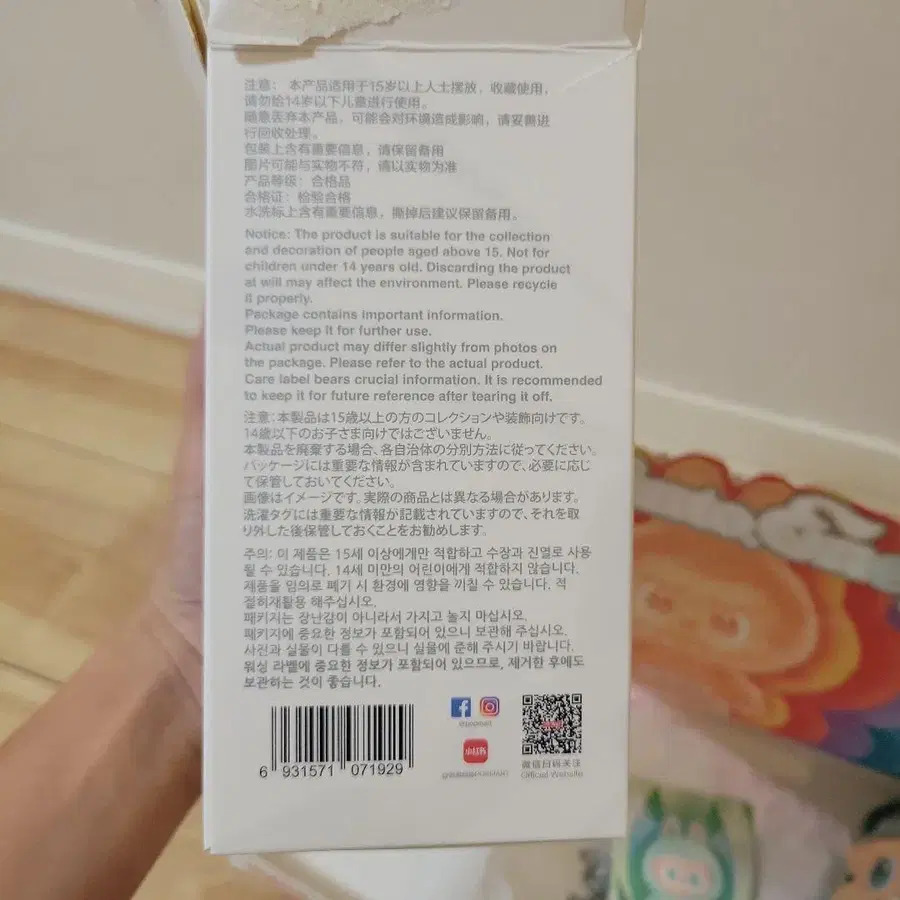 注意： 本产品适用于15岁以上人士摆放，收藏使用，
请勿给14岁以下儿童进行使用。
随意丢弃本产品，可能会对环境造成影响，请妥善进
行回收处理。
包装上含有重要信息，请保留备用
图片可能与实物不符，请以实物为准
产品等级：合格品
合格证：检验合格
水洗标上含有重要信息，撕掉后建议保留备用。
Notice: The product is suitable for the collection
and decoration of people aged above 15. Not for
children under 14 years old. Discarding the product
at will may affect the environment. Please recycle
it properly.
Package contains important information.
Please keep it for further use.
Actual product may differ slightly from photos on
the package. Please refer to the actual product.
Care label bears crucial information. It is recommended
to keep it for future reference after tearing it off.
注意：本製品は15歳以上の方のコレクションや装飾向けです。
14歳以下のお子さま向けではございません。
本製品を廃棄する場合、各自治体の分別方法に従ってください。
パッケージには重要な情報が含まれていますので、必要に応じ
て保管しておいてください。
画像はイメージです。実際の商品とは異なる場合があります。
洗濯タグには重要な情報が記載されていますので、それを取
り外した後保管しておくことをお勧めします。
주의: 이 제품은 15세 이상에게만 적합하고 수장과 진열로 사용
될 수 있습니다. 14세 미만의 어린이에게 적합하지 않습니다.
제품을 임의로 폐기 시 환경에 영향을 끼칠 수 있습니다. 적
절히재활용 해주십시오.
패키지는 장난감이 아니라서 가지고 놀지 마십시오.
패키지에 중요한 정보가 포함되어 있으니 보관해 주십시오.
사진과 실물이 다를 수 있으니 실물에 준해 주시기 바랍니다.
워싱 라벨에 중요한 정보가 포함되어 있으므로, 제거한 후에도
보관하는 것이 좋습니다.
小红书
微信扫码关注
Official Website
6 931571 071929